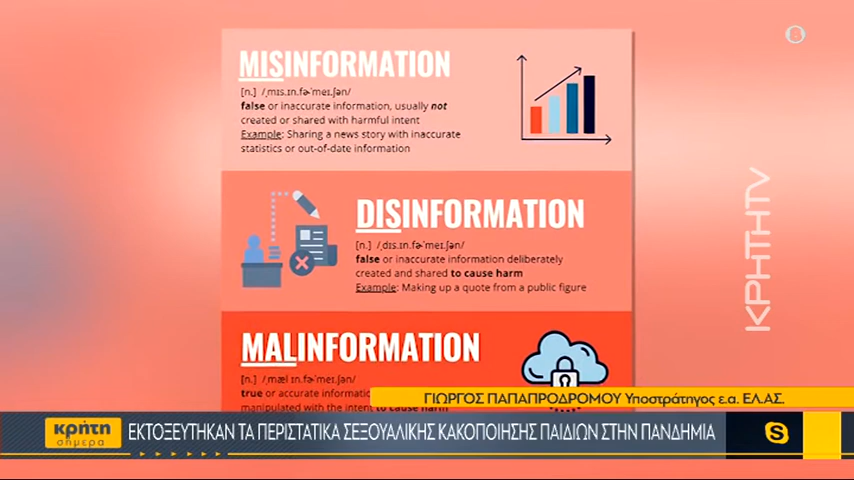 MISINFORMATION
[n.] /ˌmɪs.ɪn.fɚˈmeɪ.ʃən/
false or inaccurate information, usually not
created or shared with harmful intent
Example: Sharing a news story with inaccurate
statistics or out-of-date information
DISINFORMATION
[n.] /ˌdɪs.ɪn.fɚˈmeɪ.ʃən/
false or inaccurate information deliberately
created and shared to cause harm
Example: Making up a quote from a public figure
MALINFORMATION
[n.] /ˌmæl ɪn.fɚˈmeɪ.ʃən/
true or accurate informatio
manipulated with the intent to cause harm
ΚΡΗΤΗTV
ΓΙΩΡΓΟΣ ΠΑΠΑΠΡΟΔΡΟΜΟΥ Υποστράτηγος ε.α. ΕΛ.ΑΣ.
κρήτη
σήμερα
ΕΚΤΟΞΕΥΤΗΚΑΝ ΤΑ ΠΕΡΙΣΤΑΤΙΚΑ ΣΕΞΟΥΑΛΙΚΗΣ ΚΑΚΟΠΟΙΗΣΗΣ ΠΑΙΔΙΩΝ ΣΤΗΝ ΠΑΝΔΗΜΙΑ